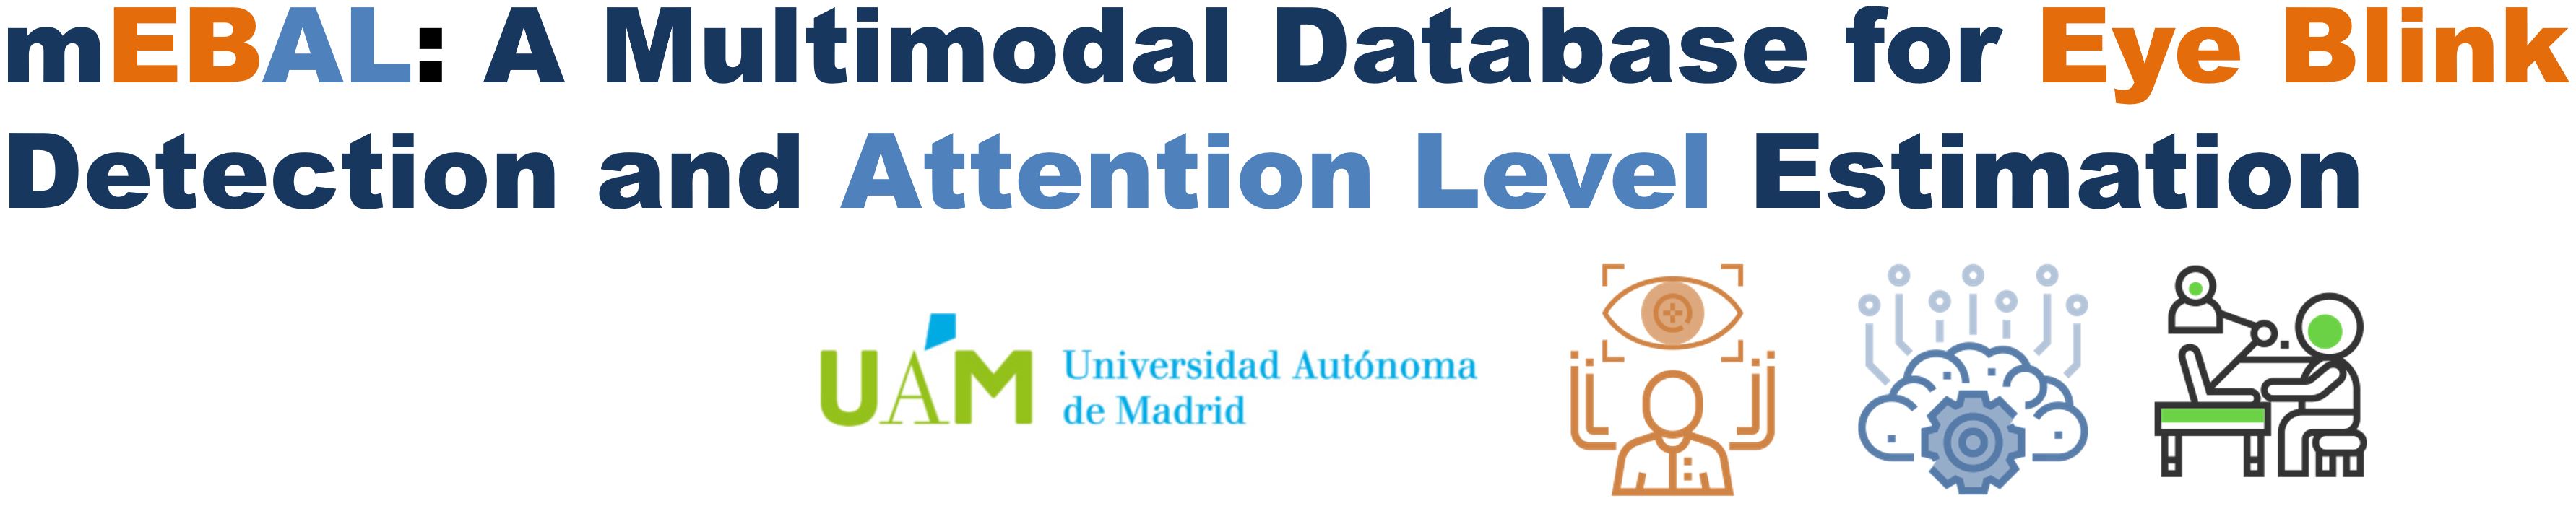 mEBAL: A Multimodal Database for Eye Blink
Detection and Attention Level Estimation
UAM Universidad Autónoma
de Madrid